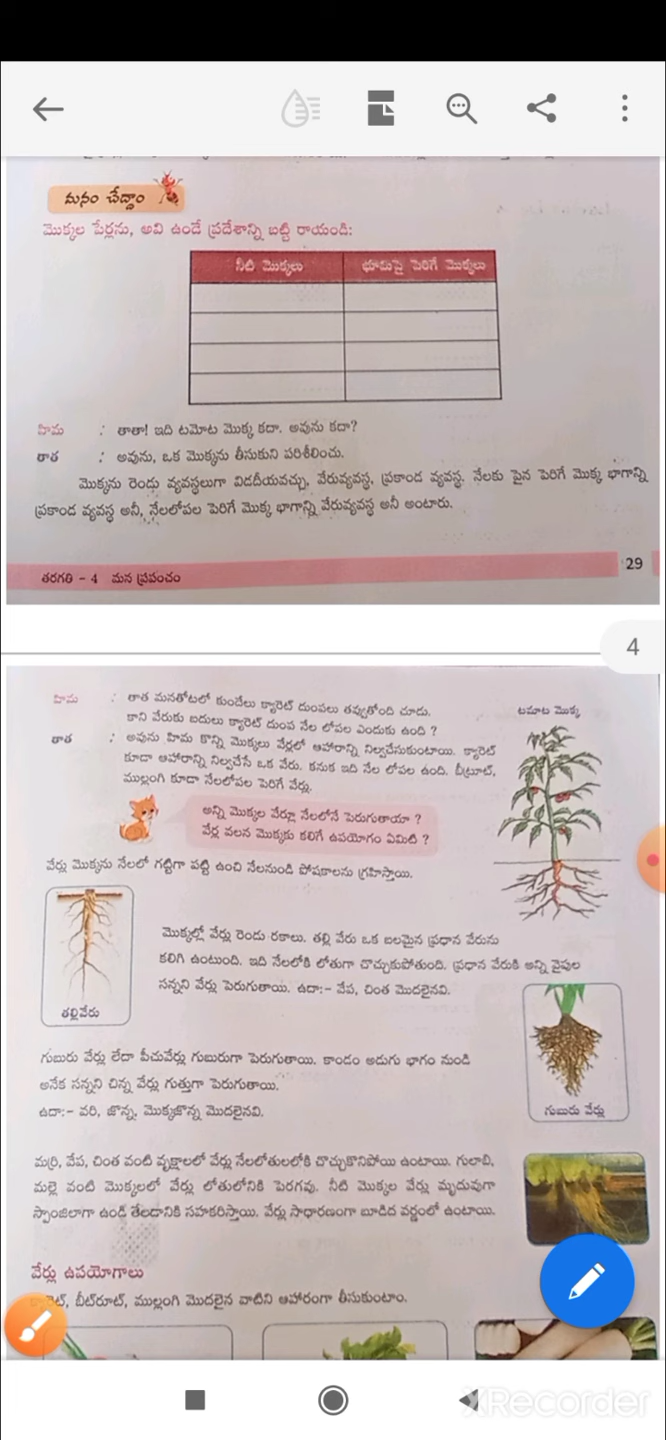 మనం చేద్దాం
మొక్కల పేర్లను, అవి ఉండే ప్రదేశాన్ని బట్టి రాయండి:
నీటి మొక్కలు భూమిపై పెరిగే మొక్కలు
హిమ : తాతా! ఇది టమోట మొక్క కదా. అవును కదా?
తాత : అవును, ఒక మొక్కను తీసుకుని పరిశీలించు.
మొక్కను రెండు వ్యవస్థలుగా విడదీయవచ్చు, వేరువ్యవస్థ, ప్రకాండ వ్యవస్థ. నేలకు పైన పెరిగే మొక్క భాగాన్ని
ప్రకాండ వ్యవస్థ అనీ, నేలలోపల పెరిగే మొక్క భాగాన్ని వేరువ్యవస్థ అనీ అంటారు.
తరగతి - 4 మన ప్రపంచం
29
4
హిమ : తాత మనతోటలో కుందేలు క్యారెట్ దుంపలు తవ్వుతోంది చూడు.
కాని వేరుకు బదులు క్యారెట్ దుంప నేల లోపల ఎందుకు ఉంది ?
తాత : అవును హిమ కొన్ని మొక్కలు వేర్లలో ఆహారాన్ని నిల్వచేసుకుంటాయి. క్యారెట్
కూడా ఆహారాన్ని నిల్వచేసే ఒక వేరు. కనుక ఇది నేల లోపల ఉంది. బీట్రూట్,
ముల్లంగి కూడా నేలలోపల పెరిగే వేర్లు.
టమాట మొక్క
అన్ని మొక్కల వేర్లూ నేలలోనే పెరుగుతాయా ?
వేర్ల వలన మొక్కకు కలిగే ఉపయోగం ఏమిటి ?
వేర్లు మొక్కను నేలలో గట్టిగా పట్టి ఉంచి నేలనుండి పోషకాలను గ్రహిస్తాయి.
మొక్కల్లో వేర్లు రెండు రకాలు. తల్లి వేరు ఒక బలమైన ప్రధాన వేరును
కలిగి ఉంటుంది. ఇది నేలలోకి లోతుగా చొచ్చుకుపోతుంది. ప్రధాన వేరుకి అన్ని వైపుల
సన్నని వేర్లు పెరుగుతాయి. ఉదా:- వేప, చింత మొదలైనవి.
తల్లివేరు
గుబురు వేర్లు లేదా పీచువేర్లు గుబురుగా పెరుగుతాయి. కాండం అడుగు భాగం నుండి
అనేక సన్నని చిన్న వేర్లు గుత్తుగా పెరుగుతాయి.
ఉదా:- వరి, జొన్న, మొక్కజొన్న మొదలైనవి.
గుబురు వేర్లు
మర్రి, వేప, చింత వంటి వృక్షాలలో వేర్లు నేలలోతులలోకి చొచ్చుకొనిపోయి ఉంటాయి. గులాబి,
మల్లె వంటి మొక్కలలో వేర్లు లోతులోనికి పెరగవు. నీటి మొక్కల వేర్లు మృదువుగా
స్పాంజిలాగా ఉండి తేలడానికి సహకరిస్తాయి. వేర్లు సాధారణంగా బూడిద వర్ణంలో ఉంటాయి.
వేర్లు ఉపయోగాలు
బీట్‌రూట్, ముల్లంగి మొదలైన వాటిని ఆహారంగా తీసుకుంటాం.
XRecorder